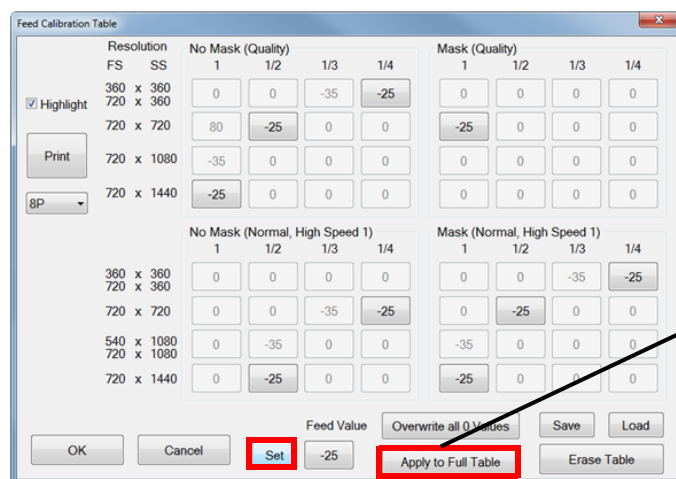 Feed Calibration Table
Resolution No Mask (Quality) Mask (Quality)
FS SS 1 1/2 1/3 1/4 1 1/2 1/3 1/4
Highlight 360 x 360 0 0 -35 -25 0 0 0 0
720 x 360
720 x 720 80 -25 0 0 -25 0 0 0
Print 720 x 1080 -35 0 0 0 0 0 0 0
8P 720 x 1440 -25 0 0 0 0 0 0 0
No Mask (Normal, High Speed 1) Mask (Normal, High Speed 1)
1 1/2 1/3 1/4 1 1/2 1/3 1/4
360 x 360 0 0 0 0 0 0 -35 -25
720 x 360
720 x 720 0 0 -35 -25 0 -25 0 0
540 x 1080 0 -35 0 0 -35 0 0 0
720 x 1080
720 x 1440 0 -25 0 0 -25 0 0 0
Feed Value Overwrite all 0 Values Save Load
OK Cancel Set -25 Apply to Full Table Erase Table